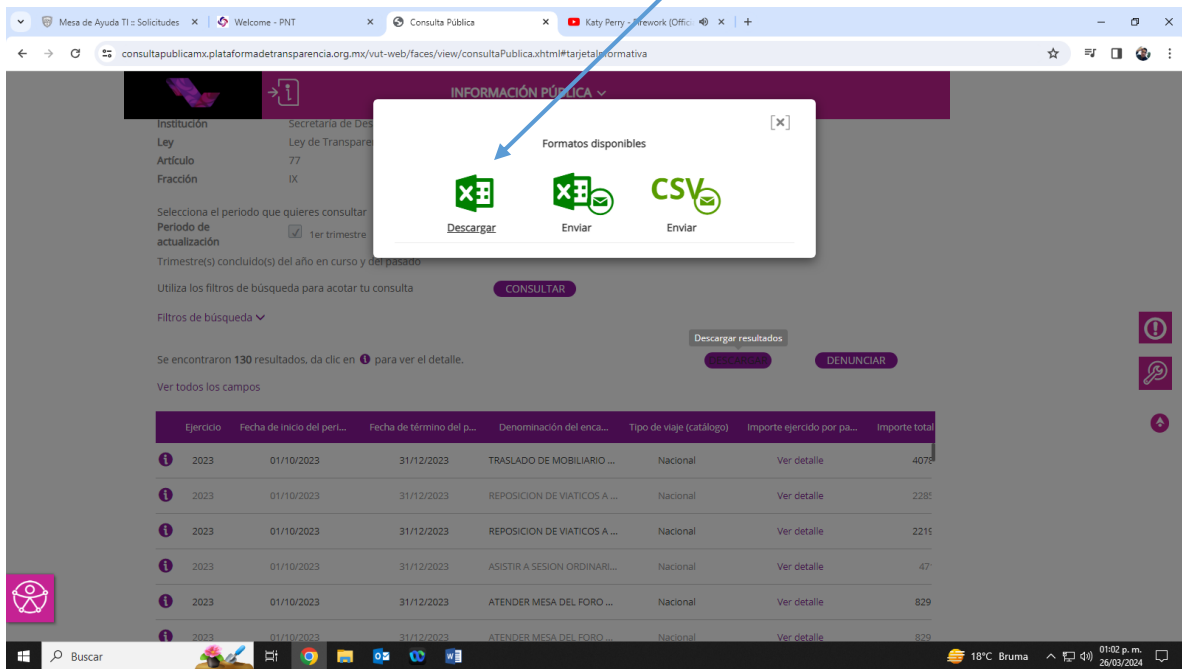 Mesa de Ayuda TI :: Solicitudes
Welcome - PNT
Consulta Pública
Katy Perry - Firework (Offici
consultapublicamx.plataformadetransparencia.org.mx/vut-web/faces/view/consultaPublica.xhtml#tarjetaInformativa
INFORMACIÓN PÚBLICA
[x]
Formatos disponibles
CSV
Descargar Enviar Enviar
Institución Secretaría de Des
Ley Ley de Transpare
Artículo 77
Fracción IX
Selecciona el periodo que quieres consultar
Periodo de actualización 1er trimestre
Trimestre(s) concluido(s) del año en curso y del pasado
Utiliza los filtros de búsqueda para acotar tu consulta CONSULTAR
Filtros de búsqueda
Descargar resultados
Se encontraron 130 resultados, da clic en i para ver el detalle. DESCARGAR DENUNCIAR
Ver todos los campos
Ejercicio Fecha de inicio del peri... Fecha de término del p... Denominación del enca... Tipo de viaje (catálogo) Importe ejercido por pa... Importe total
2023 01/10/2023 31/12/2023 TRASLADO DE MOBILIARIO ... Nacional Ver detalle 4078
2023 01/10/2023 31/12/2023 REPOSICION DE VIATICOS A ... Nacional Ver detalle 2285
2023 01/10/2023 31/12/2023 REPOSICION DE VIATICOS A ... Nacional Ver detalle 2219
2023 01/10/2023 31/12/2023 ASISTIR A SESION ORDINARI... Nacional Ver detalle 47
2023 01/10/2023 31/12/2023 ATENDER MESA DEL FORO ... Nacional Ver detalle 829
2023 01/10/2023 31/12/2023 ATENDER MESA DEL FORO ... Nacional Ver detalle 829
Buscar
18°C Bruma
01:02 p. m.
26/03/2024